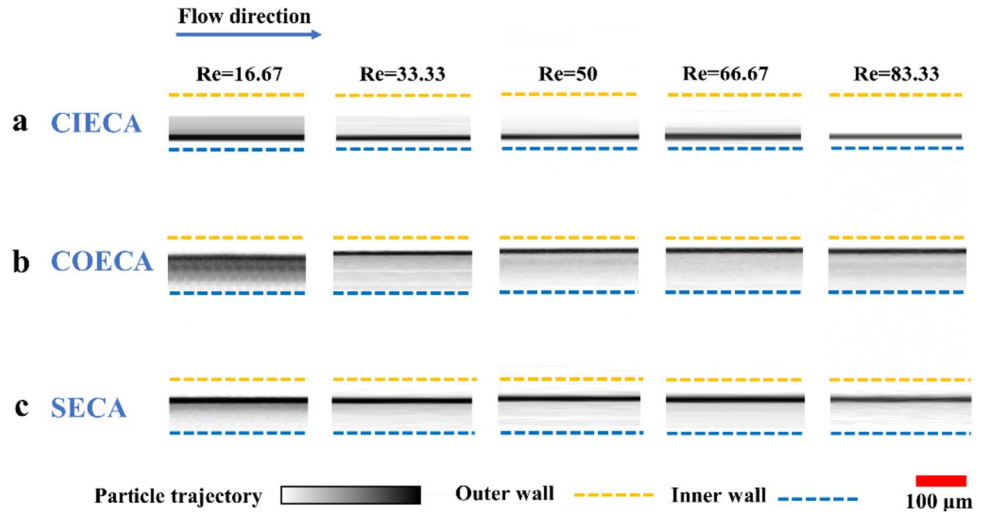 Flow direction
Re=16.67 Re=33.33 Re=50 Re=66.67 Re=83.33
a CIECA
b COECA
c SECA
Particle trajectory Outer wall Inner wall
100 μm